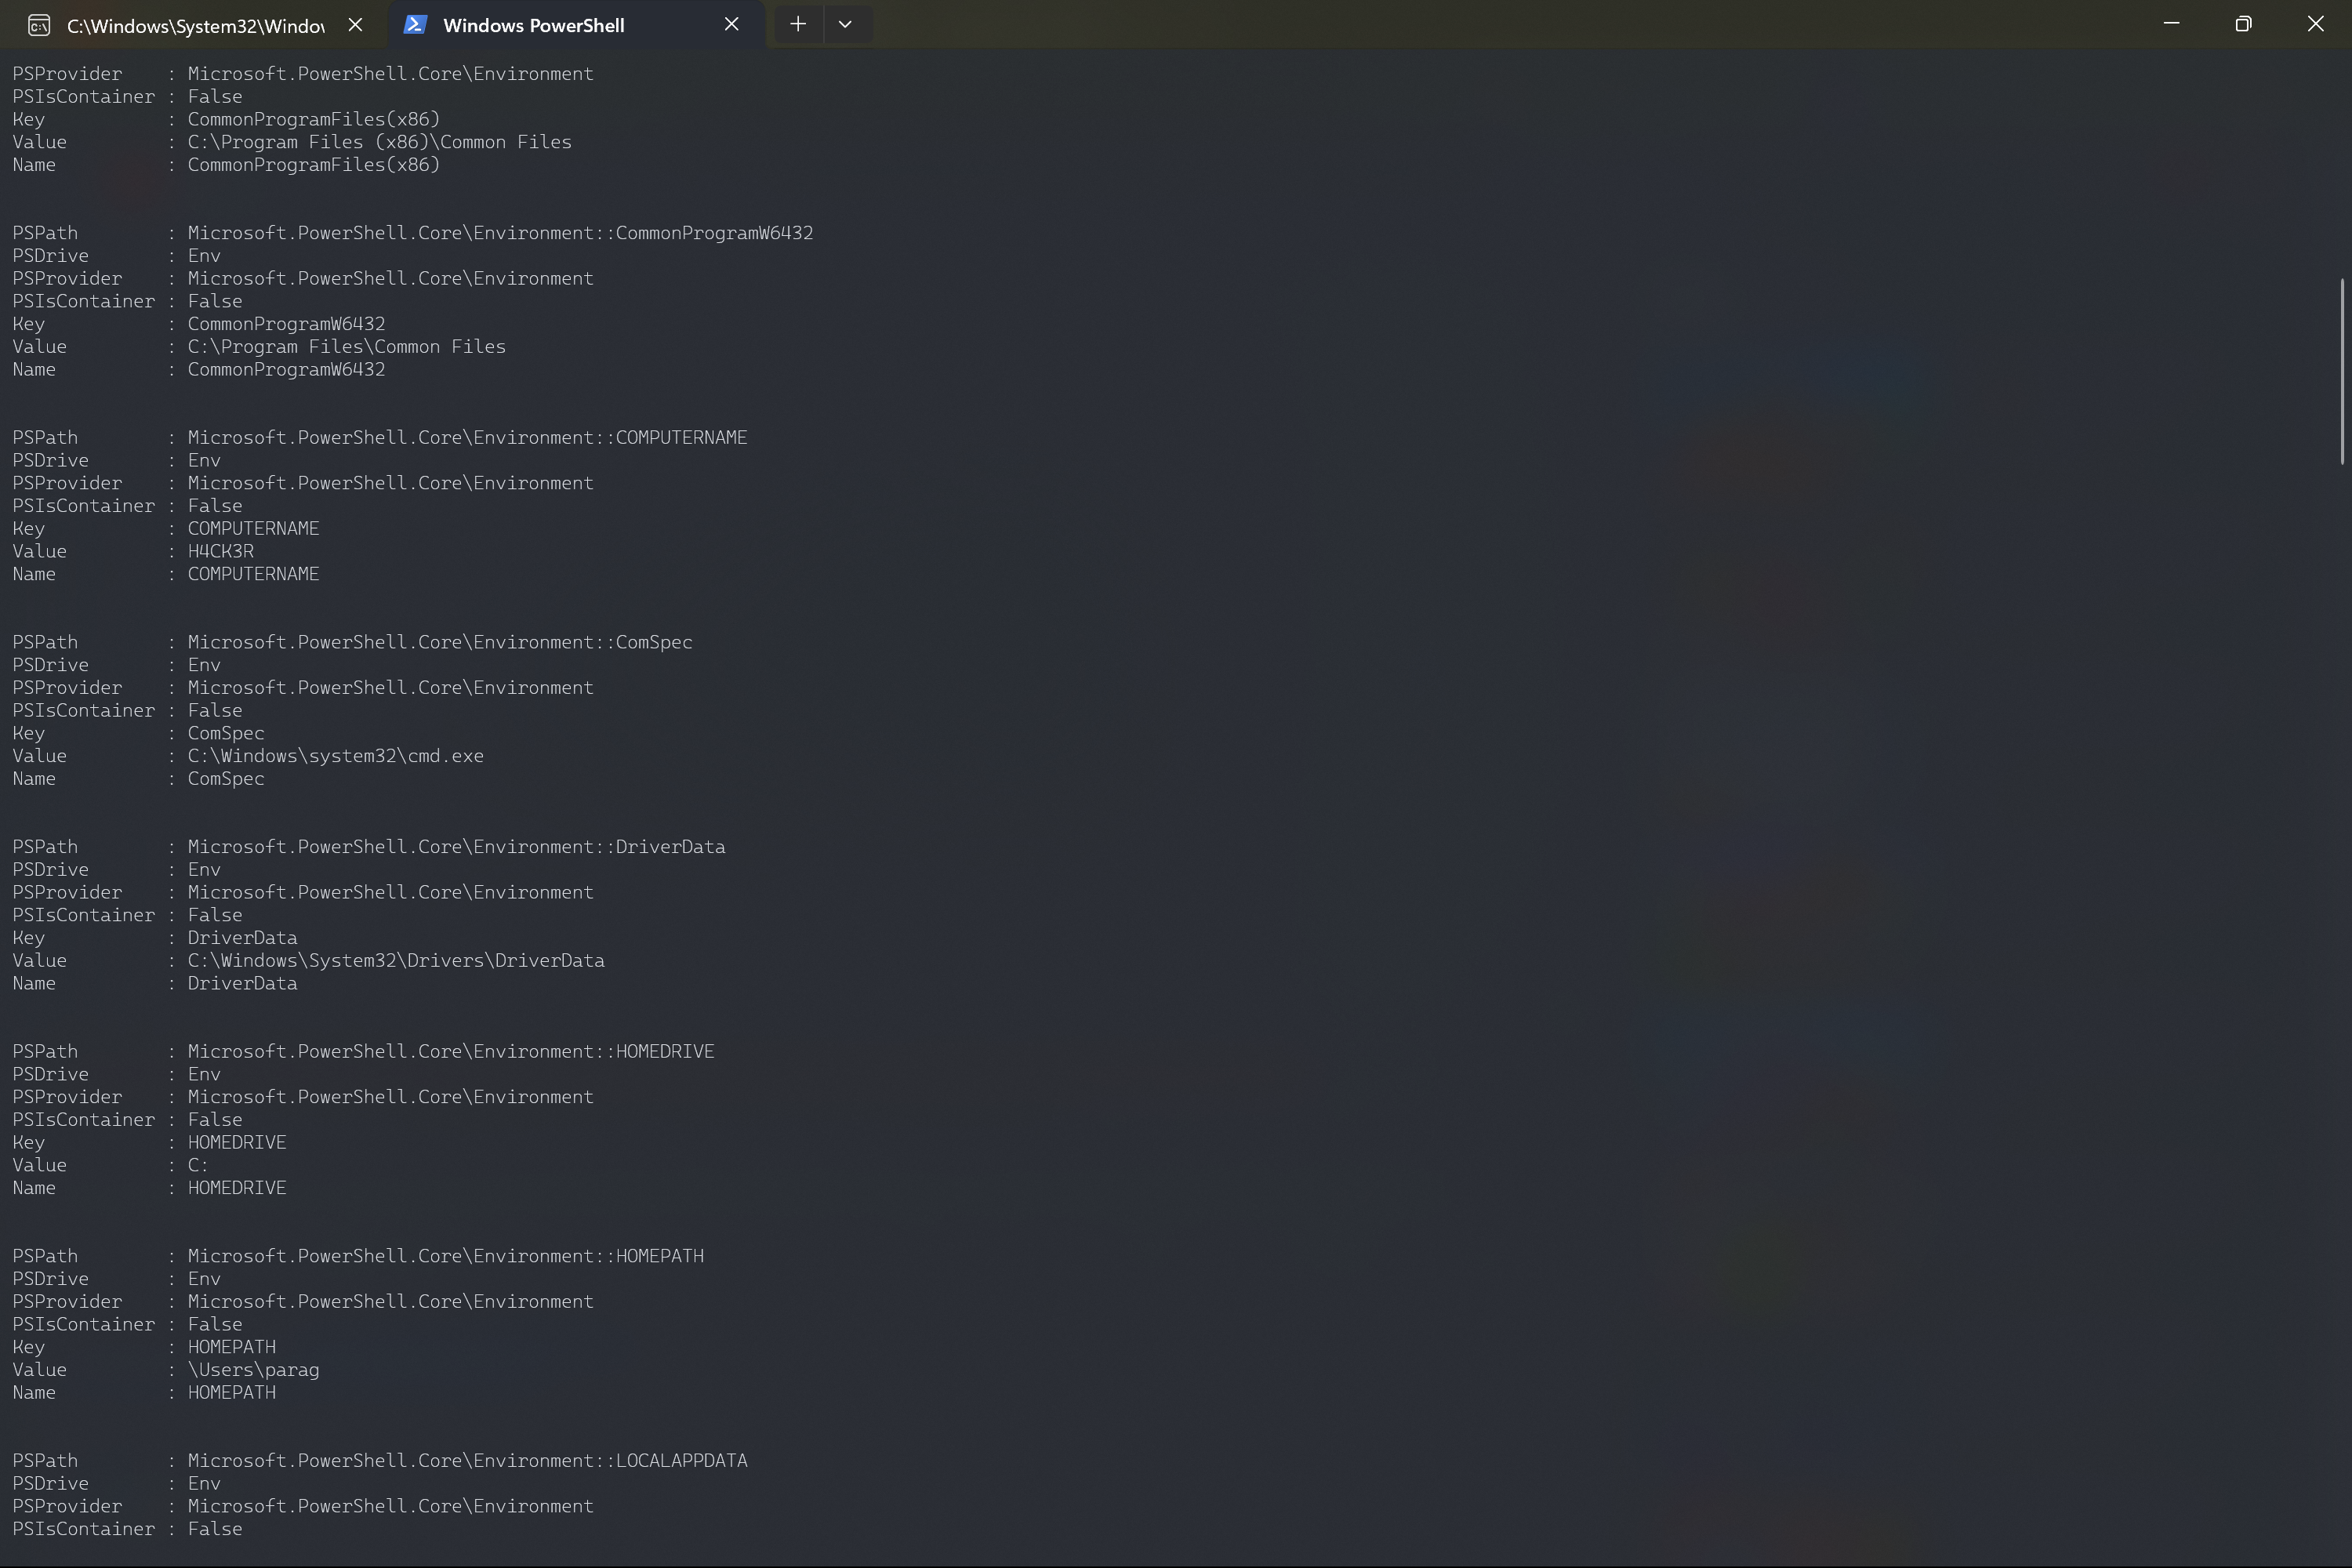 C:\Windows\System32\Windo
Windows PowerShell
PSProvider    : Microsoft.PowerShell.Core\Environment
PSIsContainer : False
Key           : CommonProgramFiles(x86)
Value         : C:\Program Files (x86)\Common Files
Name          : CommonProgramFiles(x86)
PSPath        : Microsoft.PowerShell.Core\Environment::CommonProgramW6432
PSDrive       : Env
PSProvider    : Microsoft.PowerShell.Core\Environment
PSIsContainer : False
Key           : CommonProgramW6432
Value         : C:\Program Files\Common Files
Name          : CommonProgramW6432
PSPath        : Microsoft.PowerShell.Core\Environment::COMPUTERNAME
PSDrive       : Env
PSProvider    : Microsoft.PowerShell.Core\Environment
PSIsContainer : False
Key           : COMPUTERNAME
Value         : H4CK3R
Name          : COMPUTERNAME
PSPath        : Microsoft.PowerShell.Core\Environment::ComSpec
PSDrive       : Env
PSProvider    : Microsoft.PowerShell.Core\Environment
PSIsContainer : False
Key           : ComSpec
Value         : C:\Windows\system32\cmd.exe
Name          : ComSpec
PSPath        : Microsoft.PowerShell.Core\Environment::DriverData
PSDrive       : Env
PSProvider    : Microsoft.PowerShell.Core\Environment
PSIsContainer : False
Key           : DriverData
Value         : C:\Windows\System32\Drivers\DriverData
Name          : DriverData
PSPath        : Microsoft.PowerShell.Core\Environment::HOMEDRIVE
PSDrive       : Env
PSProvider    : Microsoft.PowerShell.Core\Environment
PSIsContainer : False
Key           : HOMEDRIVE
Value         : C:
Name          : HOMEDRIVE
PSPath        : Microsoft.PowerShell.Core\Environment::HOMEPATH
PSDrive       : Env
PSProvider    : Microsoft.PowerShell.Core\Environment
PSIsContainer : False
Key           : HOMEPATH
Value         : \Users\parag
Name          : HOMEPATH
PSPath        : Microsoft.PowerShell.Core\Environment::LOCALAPPDATA
PSDrive       : Env
PSProvider    : Microsoft.PowerShell.Core\Environment
PSIsContainer : False